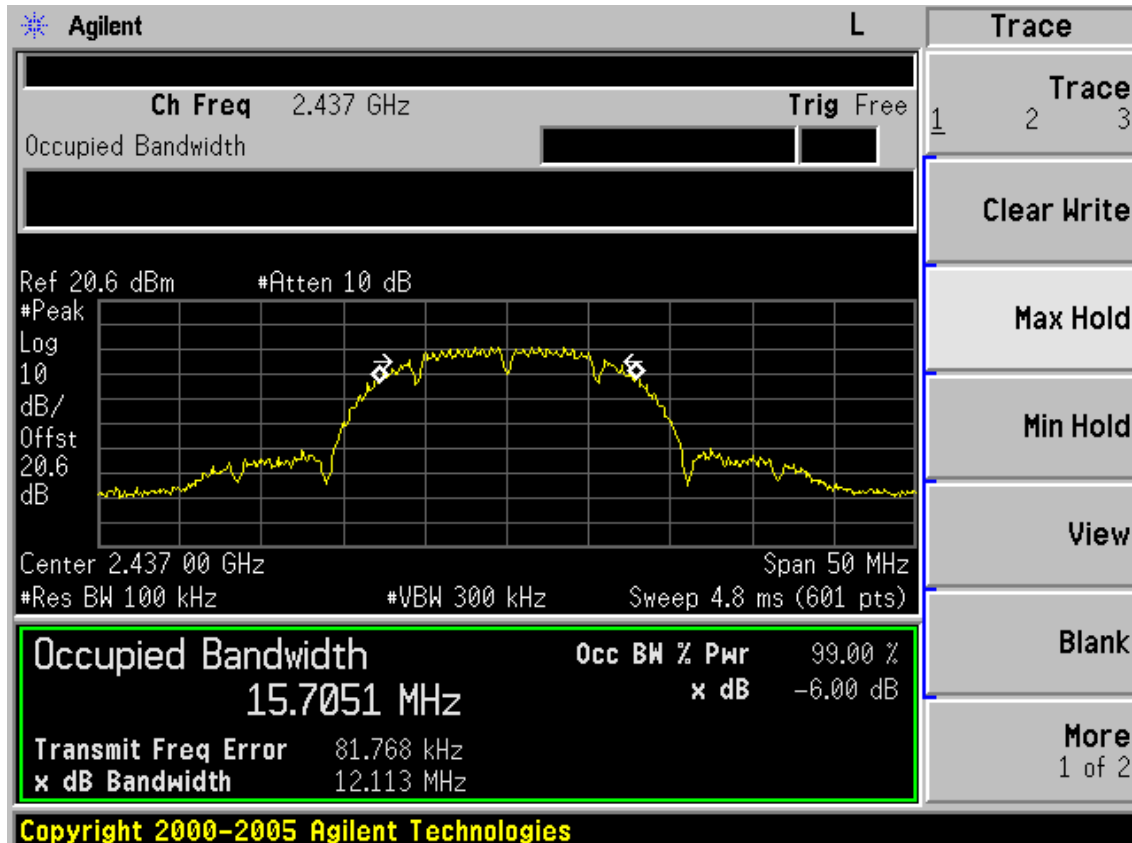 Agilent L Trace
Ch Freq 2.437 GHz Trig Free
Occupied Bandwidth
Trace
1 2 3
Clear Write
Max Hold
Min Hold
View
Blank
More
1 of 2
Ref 20.6 dBm #Atten 10 dB
#Peak
Log
10
dB/
Offst
20.6
dB
Center 2.437 00 GHz Span 50 MHz
#Res BW 100 kHz #VBW 300 kHz Sweep 4.8 ms (601 pts)
Occupied Bandwidth Occ BW % Pwr 99.00 %
15.7051 MHz x dB -6.00 dB
Transmit Freq Error 81.768 kHz
x dB Bandwidth 12.113 MHz
Copyright 2000-2005 Agilent Technologies